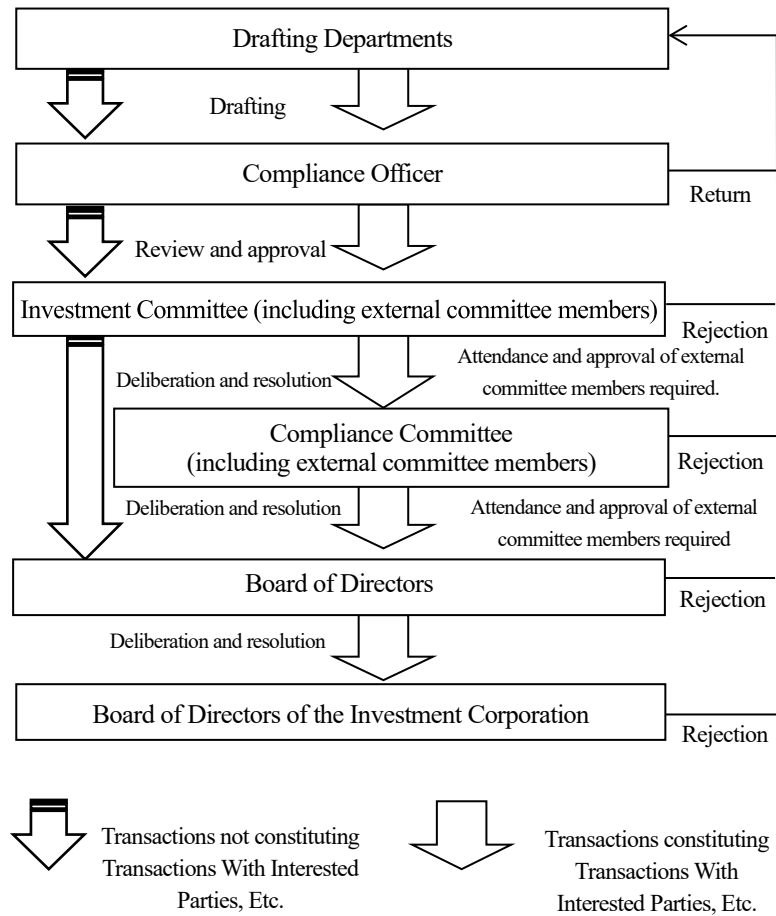 Drafting Departments
Drafting
Compliance Officer
Return
Review and approval
Investment Committee (including external committee members)
Rejection
Deliberation and resolution
Attendance and approval of external
committee members required.
Compliance Committee
(including external committee members)
Rejection
Deliberation and resolution
Attendance and approval of external
committee members required
Board of Directors
Rejection
Deliberation and resolution
Board of Directors of the Investment Corporation
Rejection
Transactions not constituting
Transactions With Interested
Parties, Etc.
Transactions constituting
Transactions With
Interested Parties, Etc.